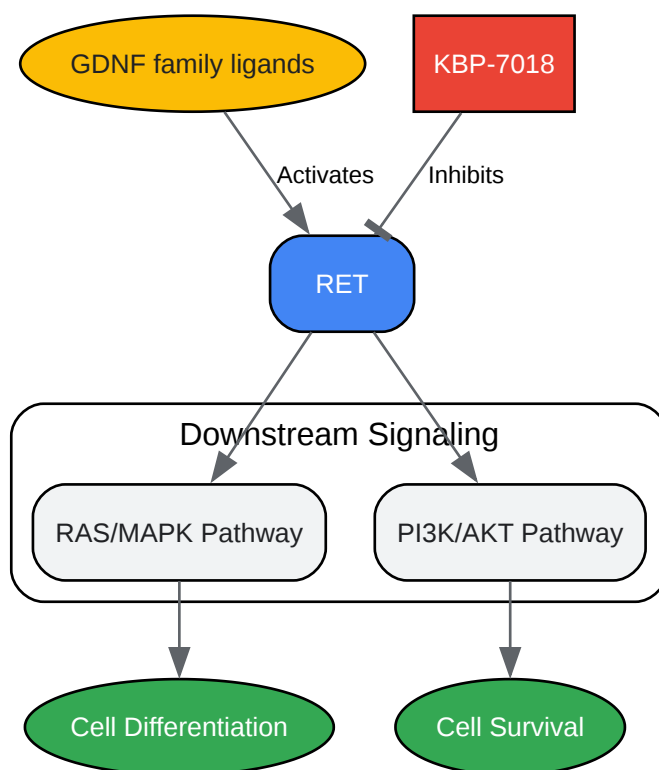 GDNF family ligands
KBP-7018
Activates
Inhibits
RET
Downstream Signaling
RAS/MAPK Pathway
PI3K/AKT Pathway
Cell Differentiation
Cell Survival